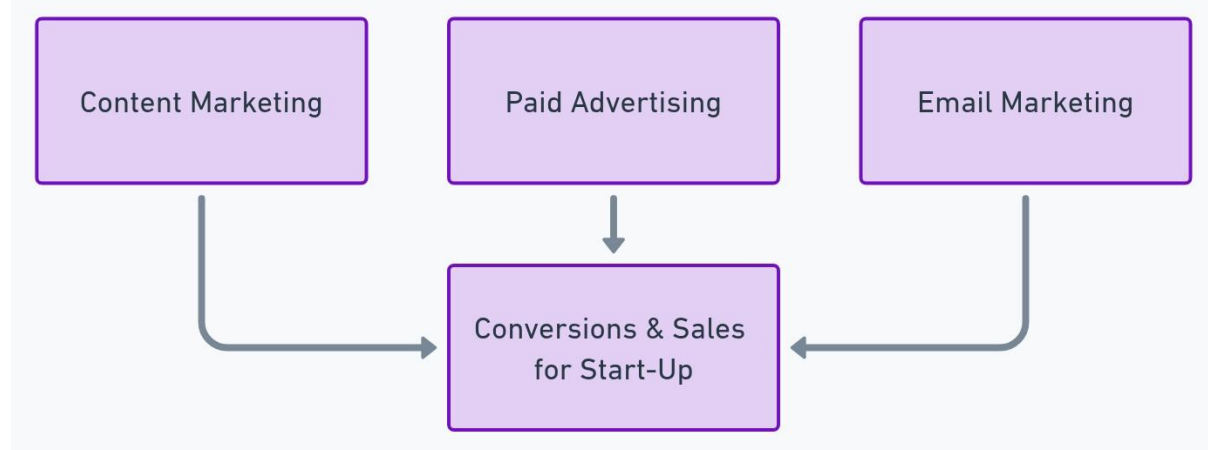 Content Marketing
Paid Advertising
Email Marketing
Conversions & Sales
for Start-Up